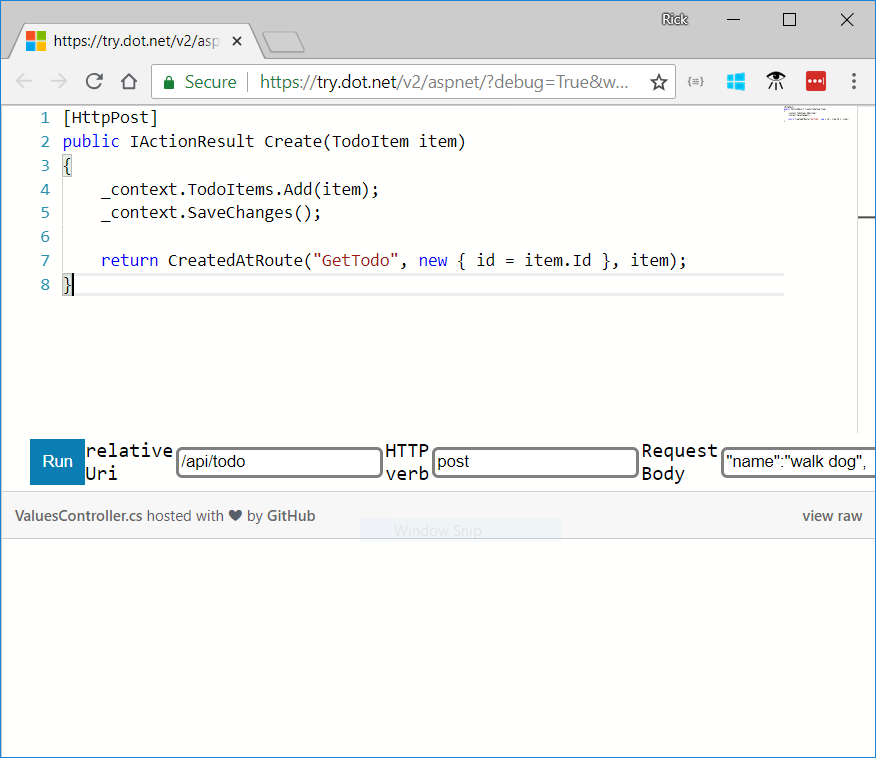 Rick
https://try.dot.net/v2/asp
Secure https://try.dot.net/v2/aspnet/?debug=True&w...
1 [HttpPost]
2 public IActionResult Create(TodoItem item)
3 {
4 _context.TodoItems.Add(item);
5 _context.SaveChanges();
6
7 return CreatedAtRoute("GetTodo", new { id = item.Id }, item);
8 }
Run relative Uri /api/todo HTTP verb post Request Body "name":"walk dog",
ValuesController.cs hosted with ❤ by GitHub view raw
Window Snip